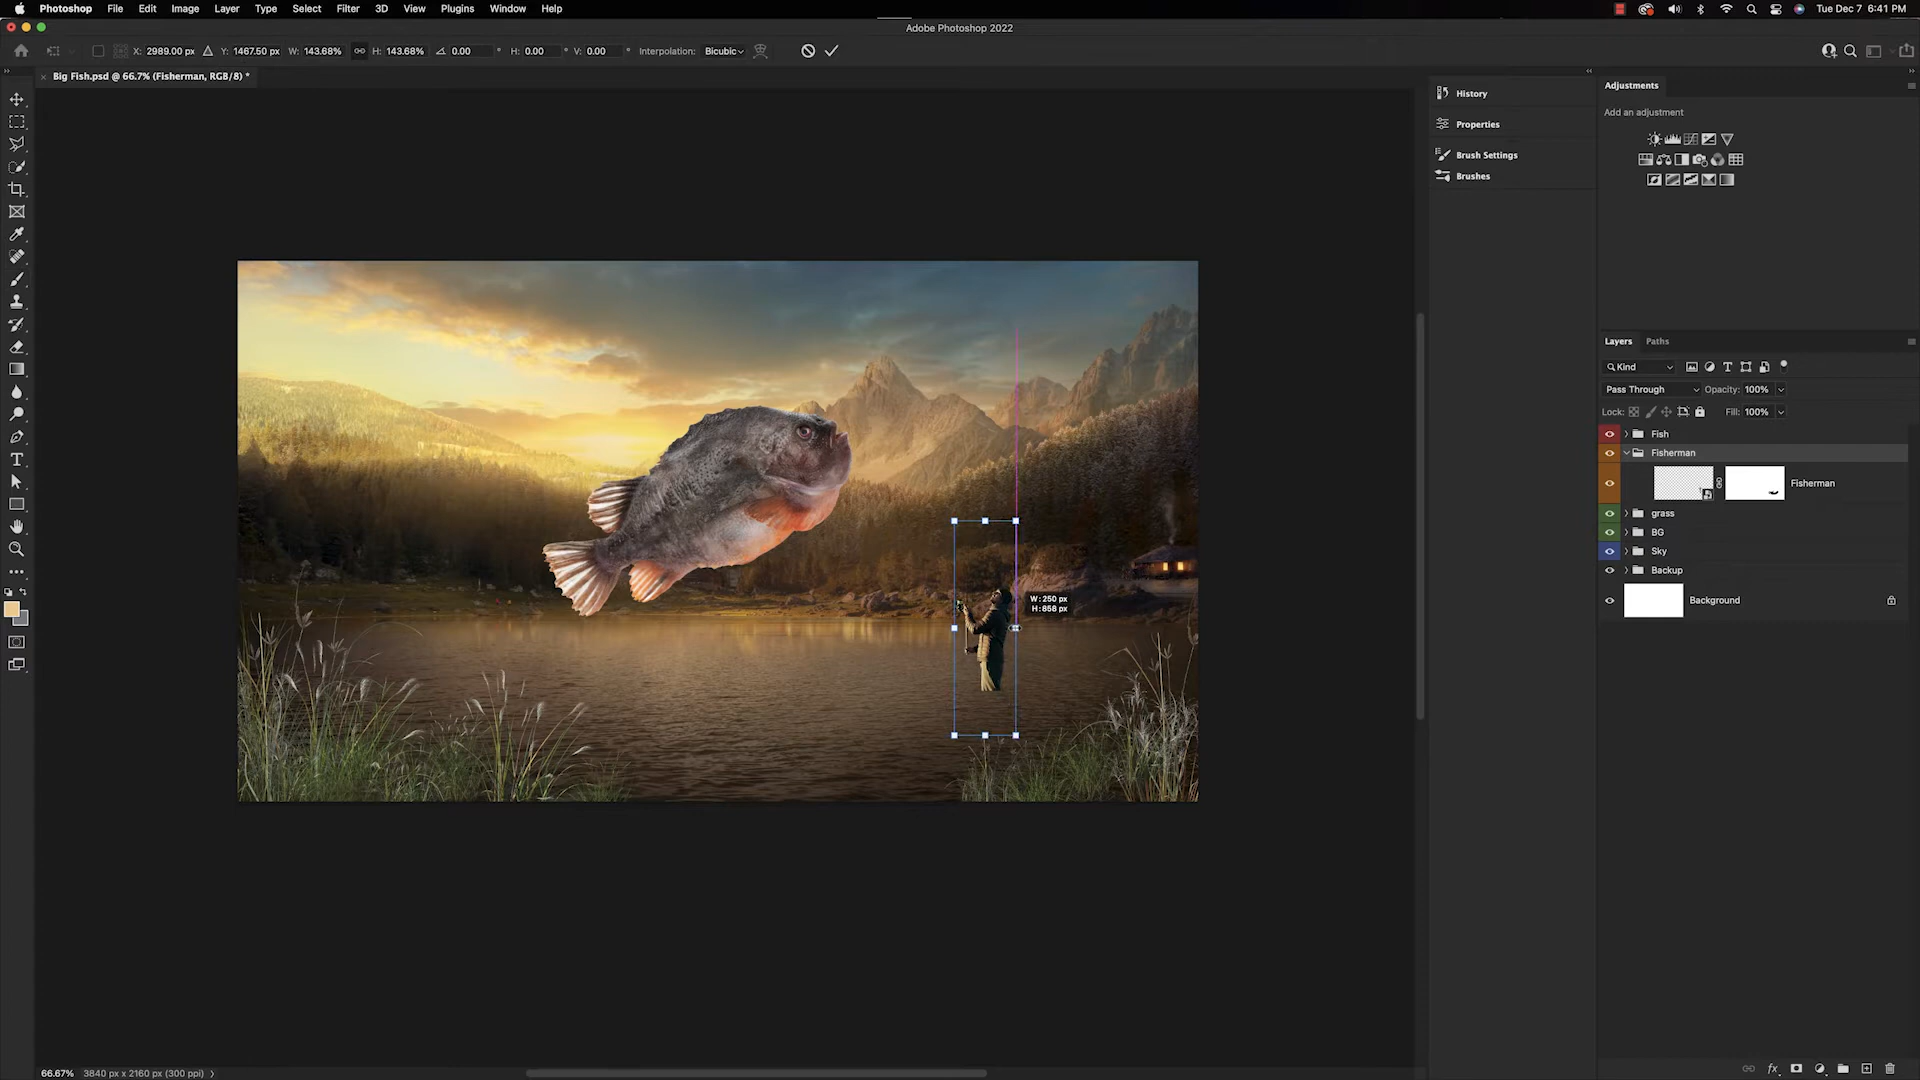 Photoshop File Edit Image Layer Type Select Filter 3D View Plugins Window Help Tue Dec 7 6:41 PM
Adobe Photoshop 2022
X: 2989.00 px Y: 1467.50 px W: 143.68% H: 143.68% 0.00 ° H: 0.00 ° V: 0.00 ° Interpolation: Bicubic
Big Fish.psd @ 66.7% (Fisherman, RGB/8) *
History
Properties
Brush Settings
Brushes
Adjustments
Add an adjustment
Layers Paths
Kind
Pass Through Opacity: 100%
Lock: Fill: 100%
Fish
Fisherman
Fisherman
grass
BG
Sky
Backup
Background
W: 250 px
H: 858 px
66.67% 3840 px x 2160 px (300 ppi)